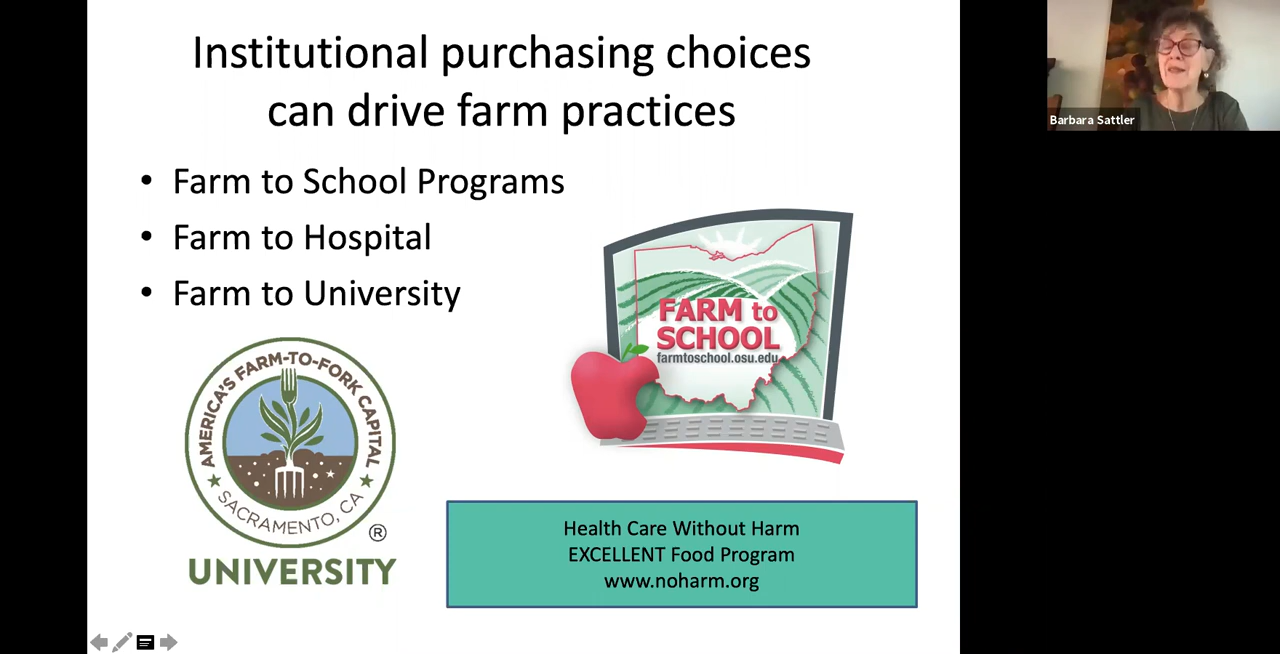 Institutional purchasing choices
can drive farm practices
• Farm to School Programs
• Farm to Hospital
• Farm to University
FARM to
SCHOOL
farmtoschool.osu.edu
AMERICA'S FARM-TO-FORK CAPITAL
SACRAMENTO, CA
®
UNIVERSITY
Health Care Without Harm
EXCELLENT Food Program
www.noharm.org
Barbara Sattler